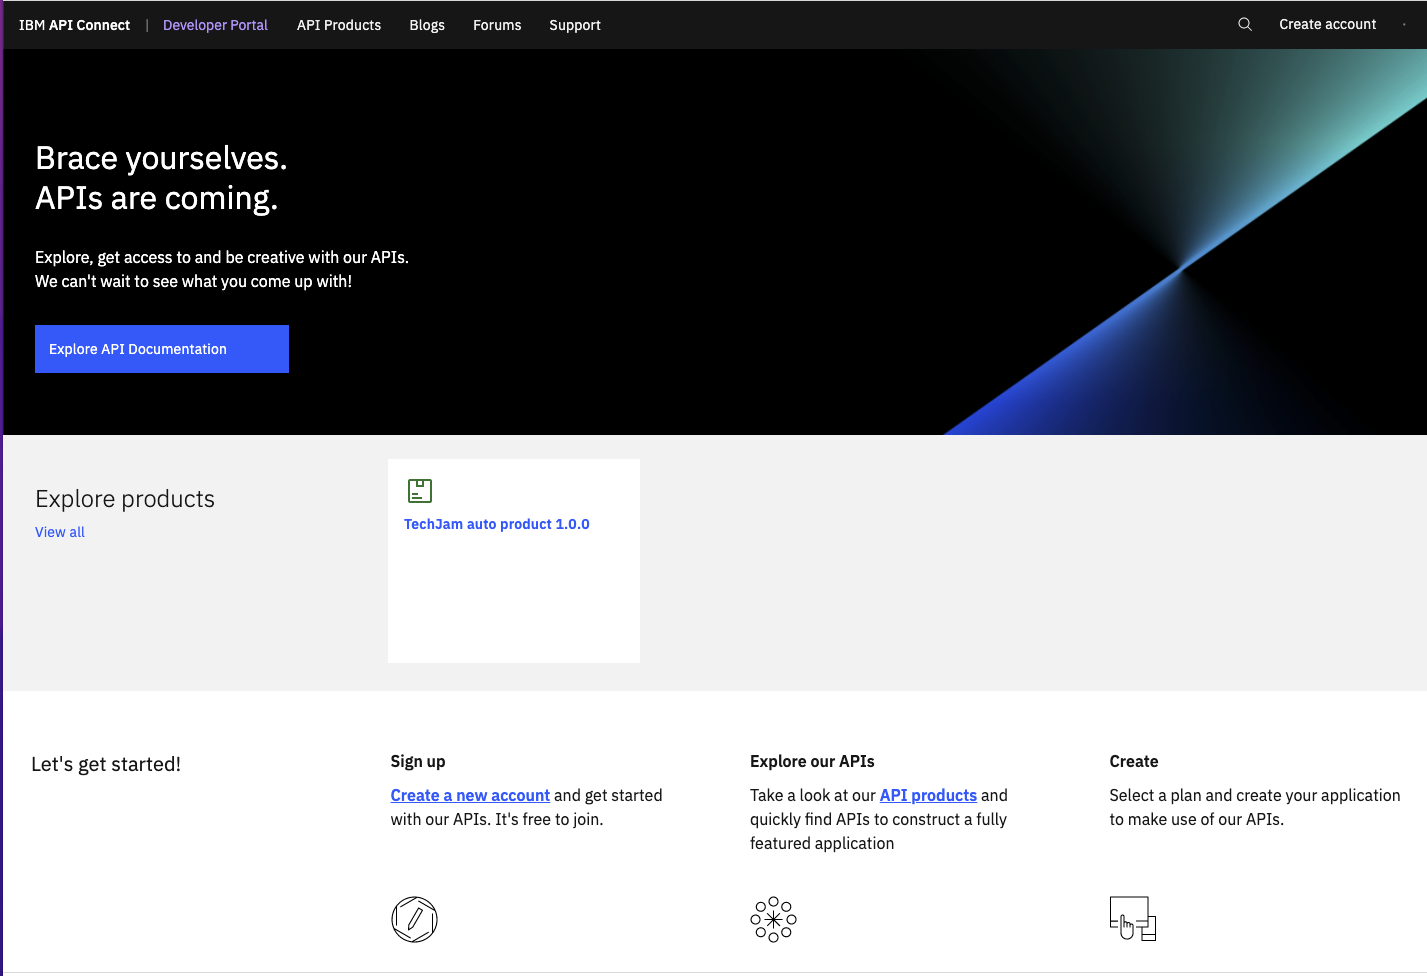 IBM API Connect | Developer Portal API Products Blogs Forums Support Create account
Brace yourselves.
APIs are coming.
Explore, get access to and be creative with our APIs.
We can't wait to see what you come up with!
Explore API Documentation
Explore products
View all
TechJam auto product 1.0.0
Let's get started!
Sign up
Create a new account and get started
with our APIs. It's free to join.
Explore our APIs
Take a look at our API products and
quickly find APIs to construct a fully
featured application
Create
Select a plan and create your application
to make use of our APIs.